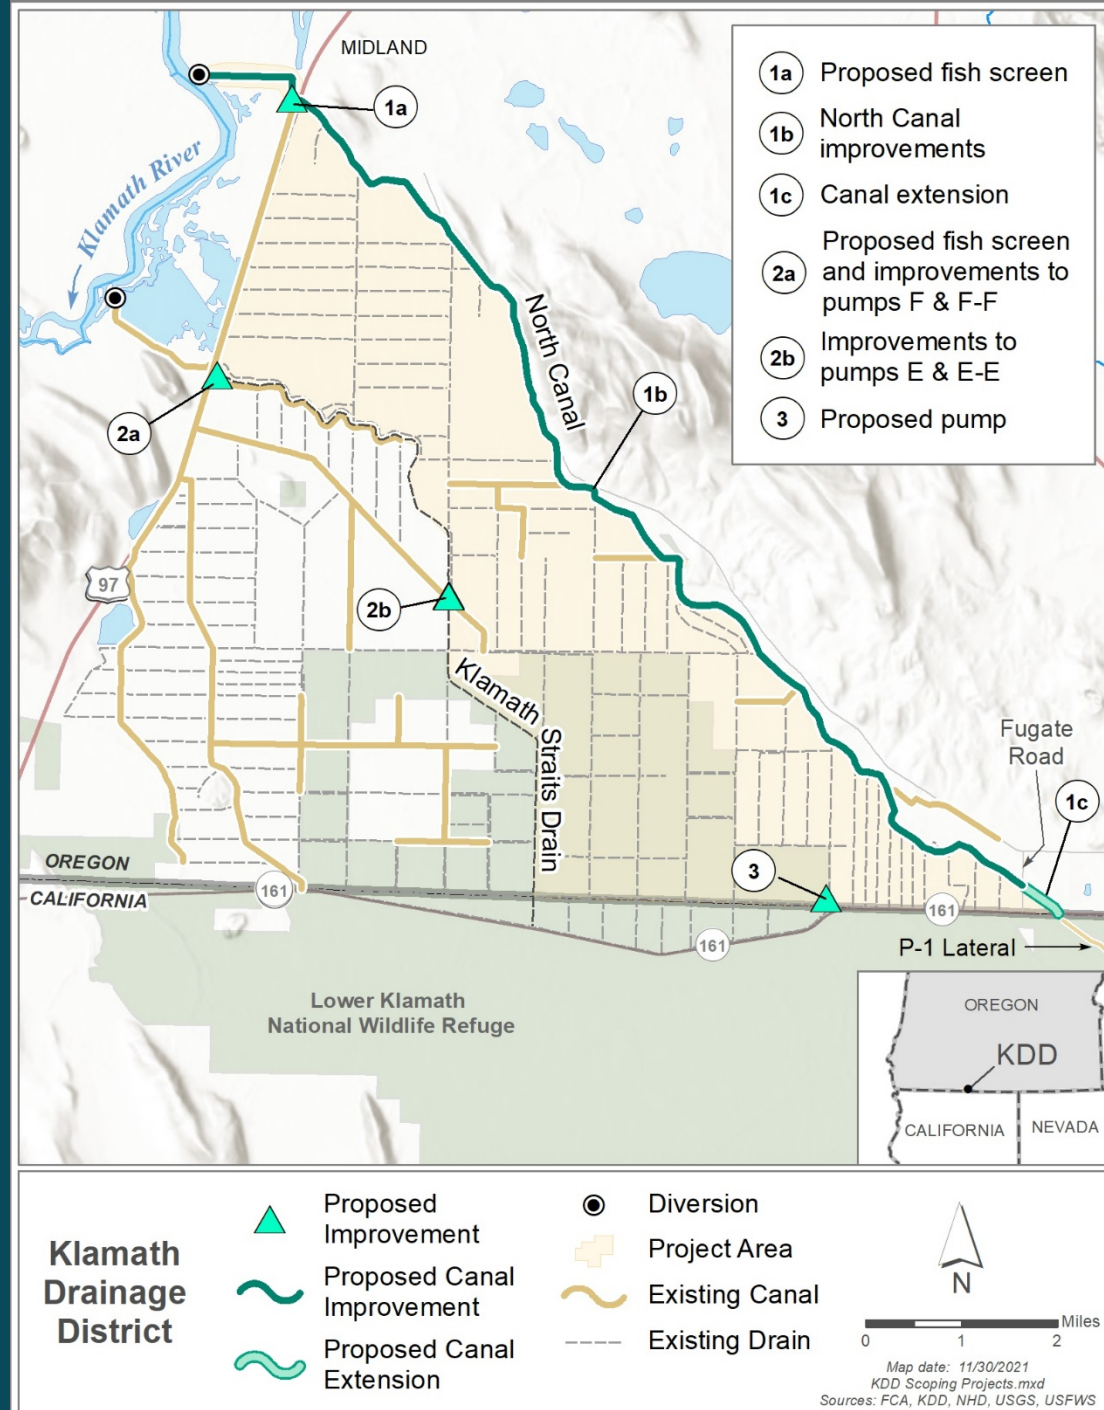 MIDLAND
1a
Klamath River
North Canal
1b
2a
97
2b
Klamath Straits Drain
Fugate
Road
1c
3
OREGON
CALIFORNIA
161
161
161
P-1 Lateral
Lower Klamath
National Wildlife Refuge
1a Proposed fish screen
1b North Canal
improvements
1c Canal extension
2a Proposed fish screen
and improvements to
pumps F & F-F
2b Improvements to
pumps E & E-E
3 Proposed pump
OREGON
KDD
CALIFORNIA
NEVADA
Klamath
Drainage
District
Proposed
Improvement
Proposed Canal
Improvement
Proposed Canal
Extension
Diversion
Project Area
Existing Canal
Existing Drain
N
Miles
0 1 2
Map date: 11/30/2021
KDD Scoping Projects.mxd
Sources: FCA, KDD, NHD, USGS, USFWS